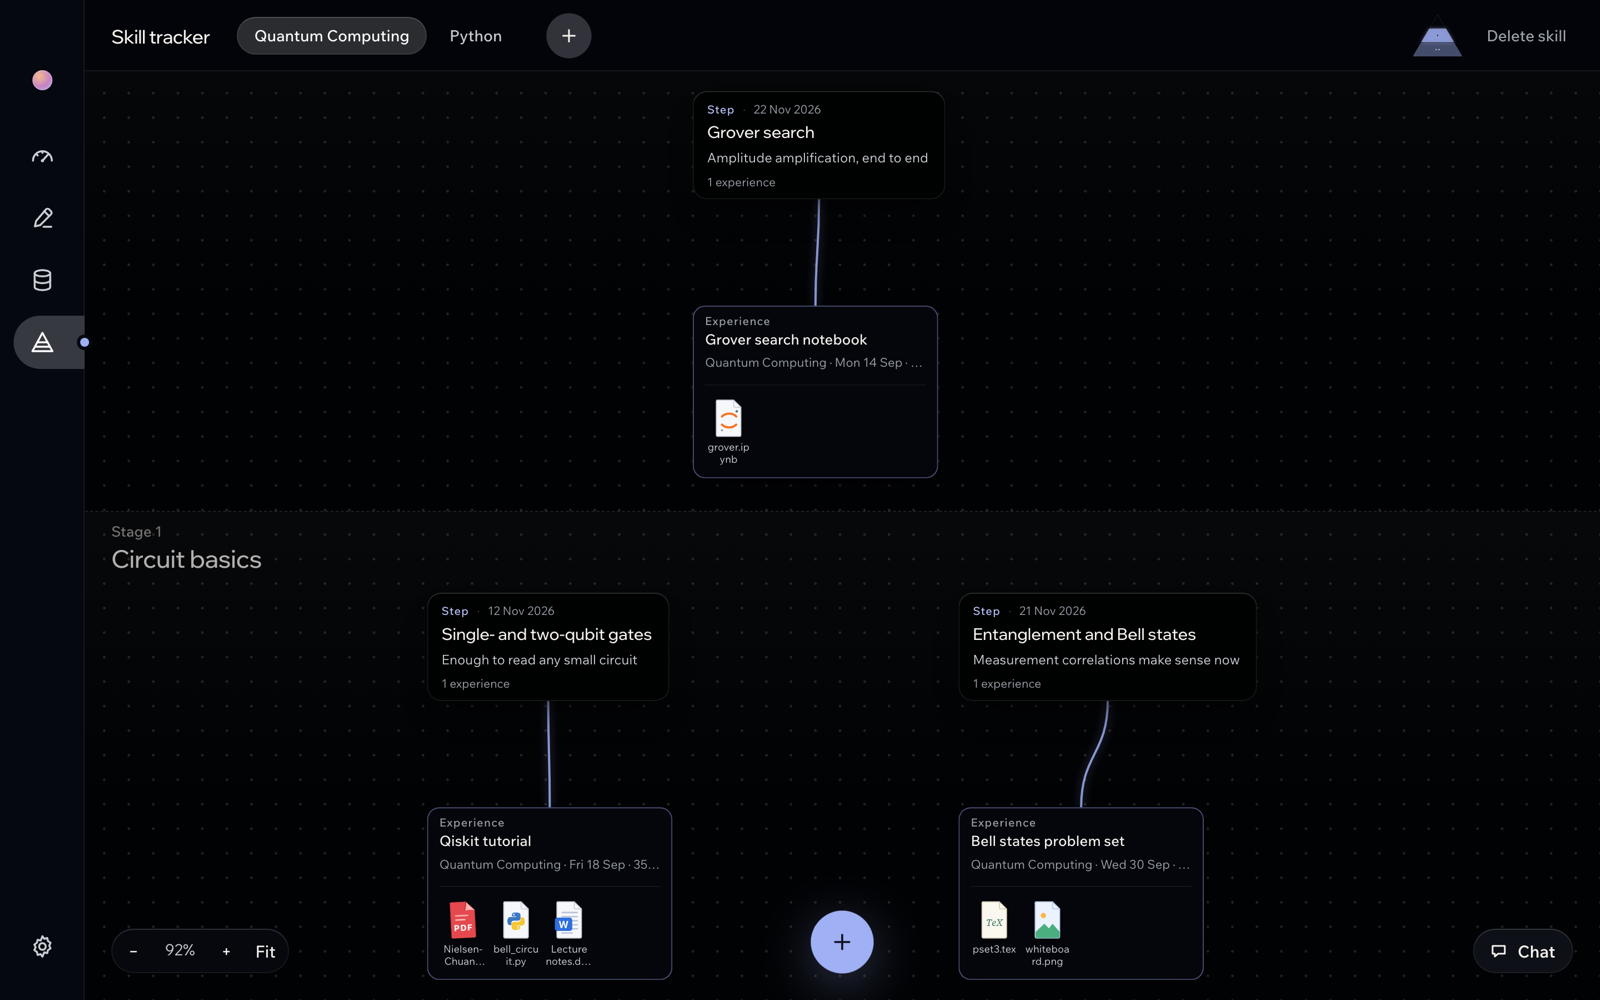 Skill tracker
Quantum Computing
Python
Delete skill
Step · 22 Nov 2026
Grover search
Amplitude amplification, end to end
1 experience
Experience
Grover search notebook
Quantum Computing · Mon 14 Sep · ...
grover.ip
ynb
Stage 1
Circuit basics
Step · 12 Nov 2026
Single- and two-qubit gates
Enough to read any small circuit
1 experience
Step · 21 Nov 2026
Entanglement and Bell states
Measurement correlations make sense now
1 experience
Experience
Qiskit tutorial
Quantum Computing · Fri 18 Sep · 35...
PDF
W
Nielsen-
Chuan...
bell_circu
it.py
Lecture
notes.d...
Experience
Bell states problem set
Quantum Computing · Wed 30 Sep · ...
TeX
pset3.tex
whiteboa
rd.png
− 92% + Fit
Chat